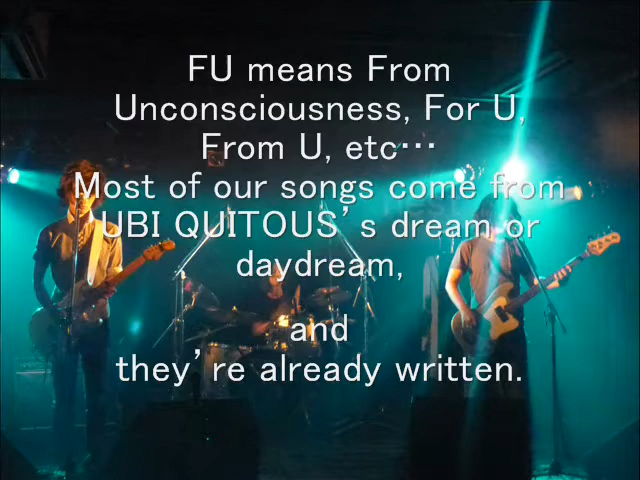 FU means From
Unconsciousness, For U,
From U, etc…
Most of our songs come from
UBI QUITOUS’s dream or
daydream,
and
they’re already written.